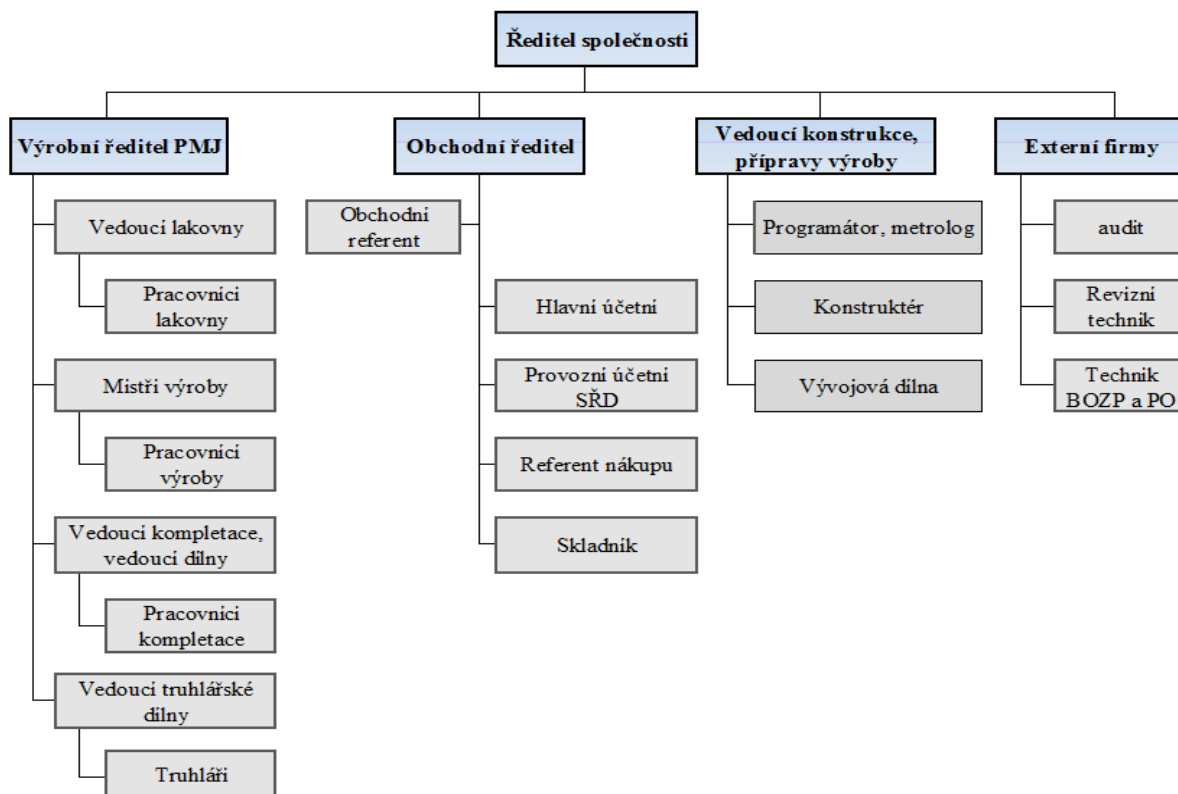 Ředitel společnosti
Výrobní ředitel PMJ
Obchodní ředitel
Vedoucí konstrukce,
přípravy výroby
Externí firmy
Vedoucí lakovny
Pracovníci
lakovny
Mistři výroby
Pracovníci
výroby
Vedoucí kompletace,
vedoucí dílny
Pracovníci
kompletace
Vedoucí truhlářské
dílny
Truhláři
Obchodní
referent
Hlavní účetní
Provozní účetní
SŘD
Referent nákupu
Skladník
Programátor, metrolog
Konstruktér
Vývojová dílna
audit
Revizní
technik
Technik
BOZP a PO